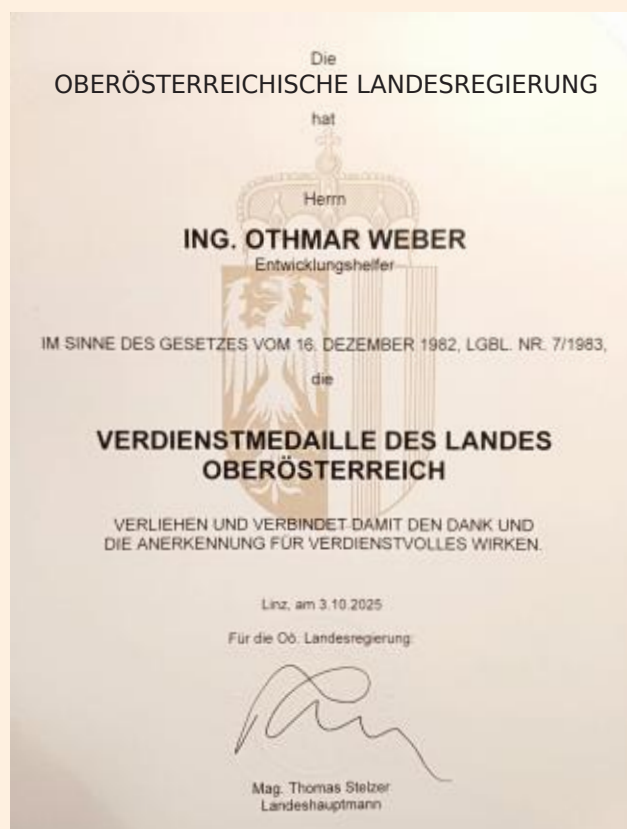 Die
OBERÖSTERREICHISCHE LANDESREGIERUNG
hat
Herrn
ING. OTHMAR WEBER
Entwicklungshelfer
IM SINNE DES GESETZES VOM 16. DEZEMBER 1982, LGBL. NR. 7/1983,
die
VERDIENSTMEDAILLE DES LANDES
OBERÖSTERREICH
VERLIEHEN UND VERBINDET DAMIT DEN DANK UND
DIE ANERKENNUNG FÜR VERDIENSTVOLLES WIRKEN.
Linz, am 3.10.2025
Für die Oö. Landesregierung:
Mag. Thomas Stelzer
Landeshauptmann